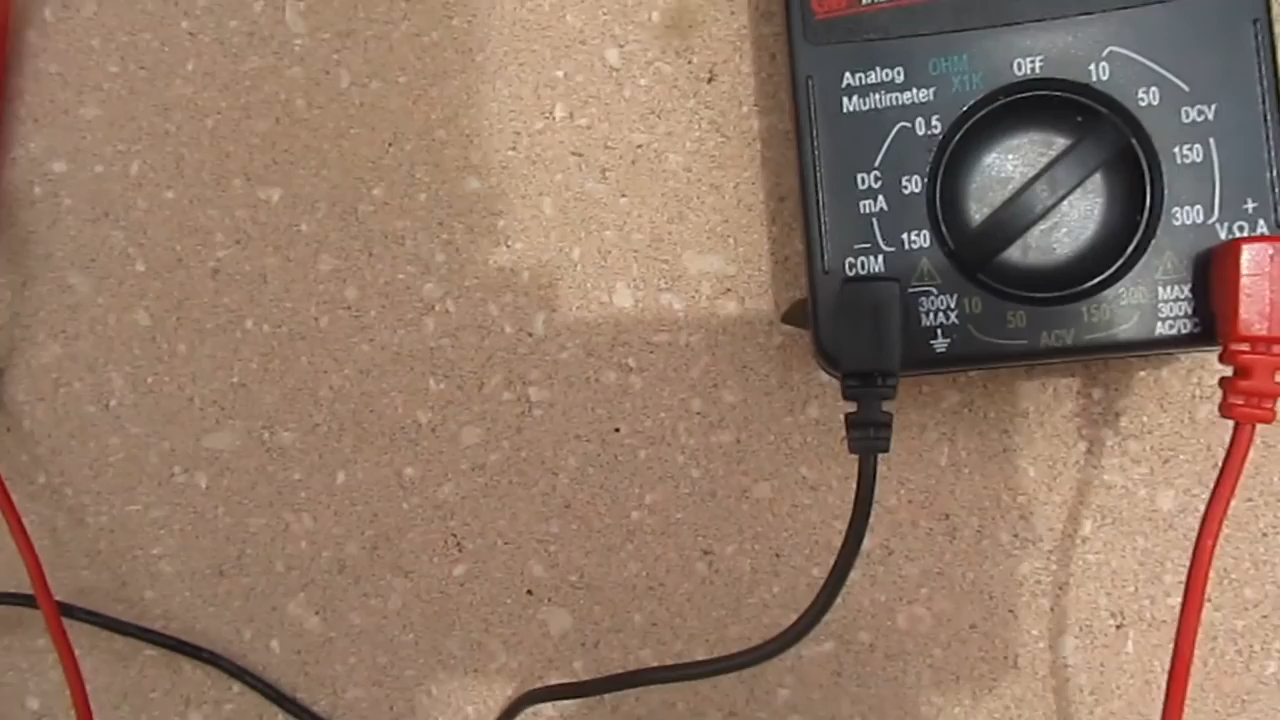 Analog
Multimeter
OHM
X1K
OFF
10
50
DCV
150
300
0.5
DC
mA
50
150
COM
+
V.Ω.A
300V
MAX
10
50
ACV
150
300
MAX
300V
AC/DC